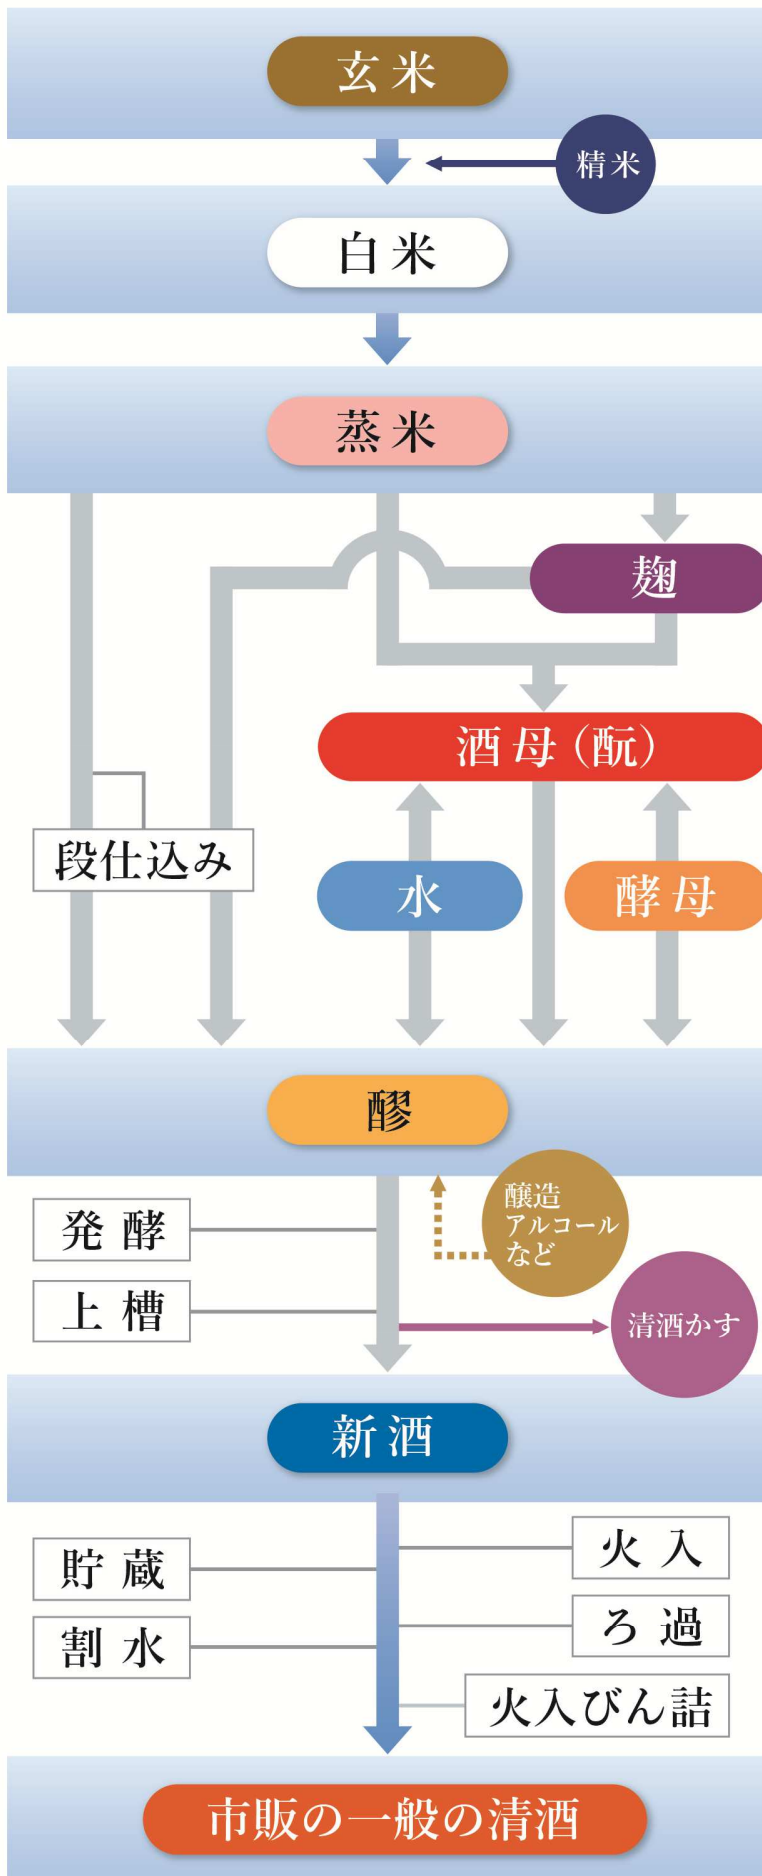 玄米
精米
白米
蒸米
麹
酒母（酛）
段仕込み
水
酵母
醪
醸造
アルコール
など
発酵
上槽
清酒かす
新酒
火入
貯蔵
ろ過
割水
火入びん詰
市販の一般の清酒